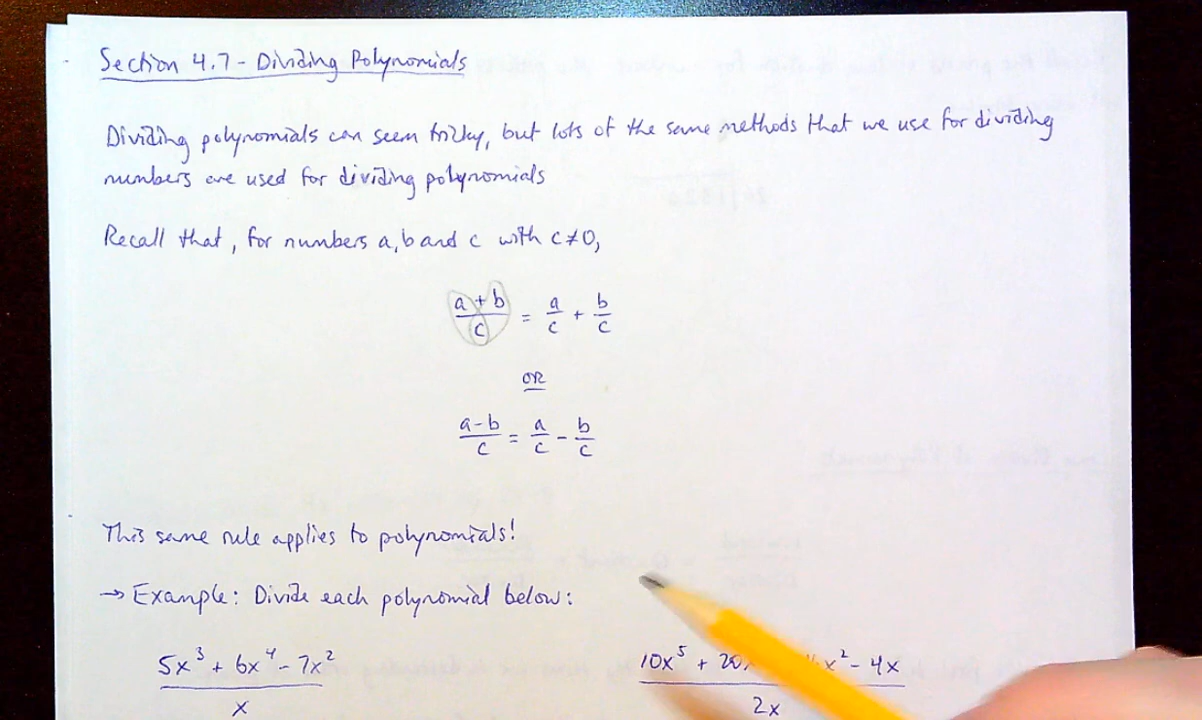 Section 4.7 - Dividing Polynomials
Dividing polynomials can seem tricky, but lots of the same methods that we use for dividing
numbers are used for dividing polynomials
Recall that, for numbers a, b and c with c ≠ 0,
(a + b)/c = a/c + b/c
OR
(a - b)/c = a/c - b/c
This same rule applies to polynomials!
→ Example: Divide each polynomial below:
5x³ + 6x⁴ - 7x² 10x⁵ + 20x x² - 4x
x 2x